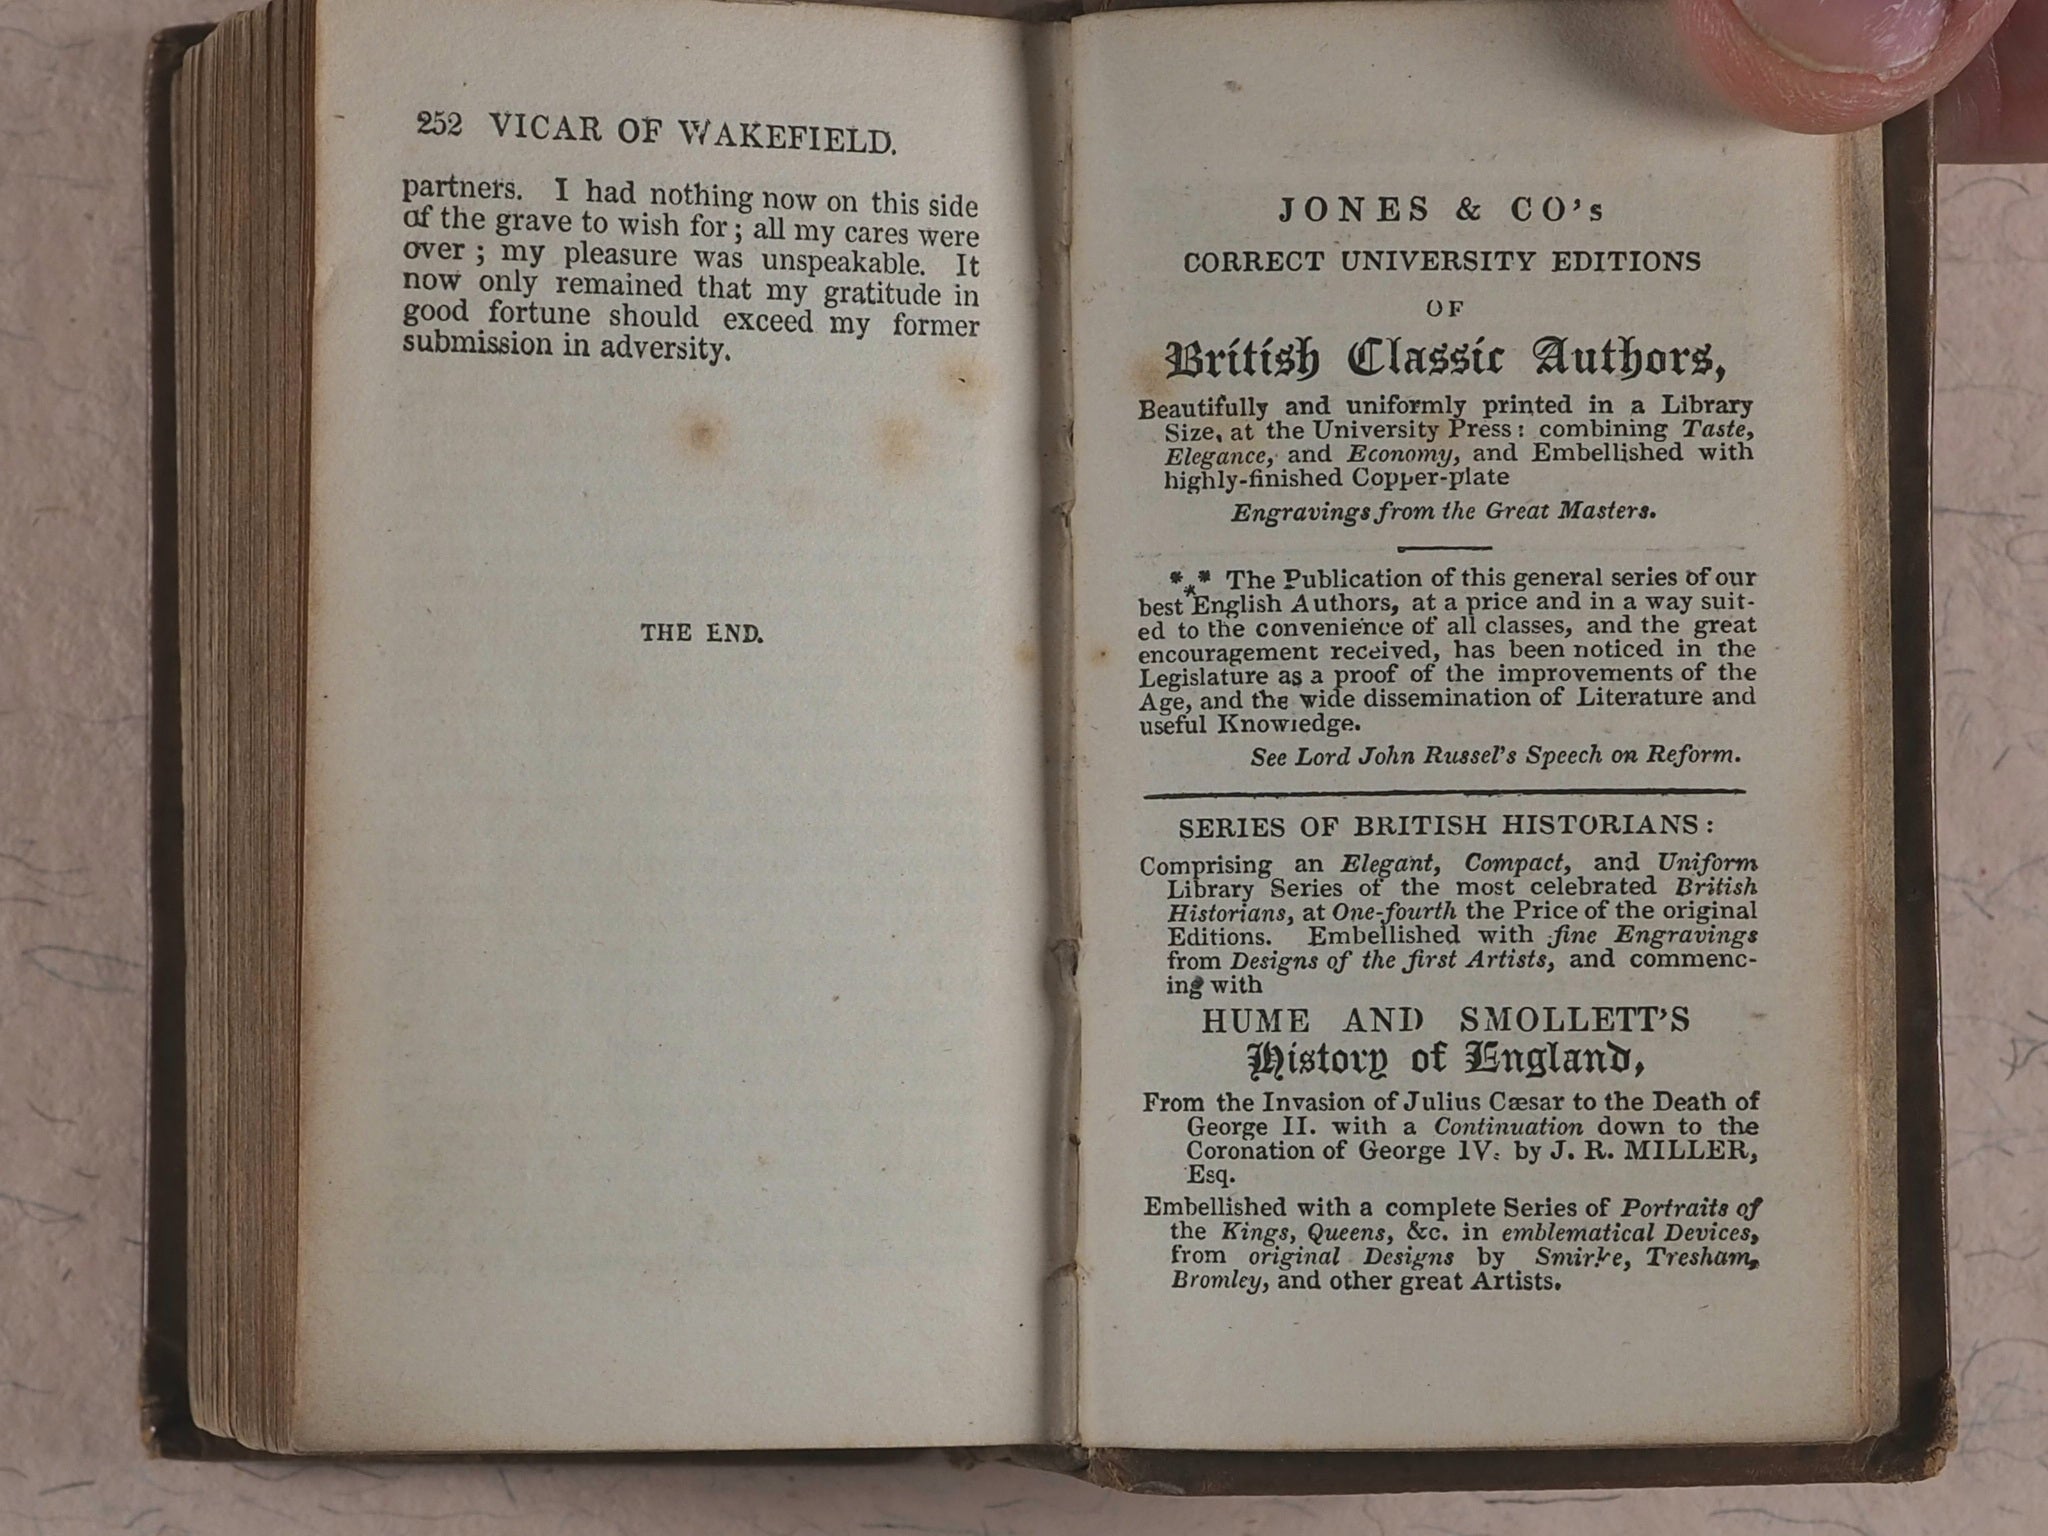 252 VICAR OF WAKEFIELD.
partners. I had nothing now on this side
of the grave to wish for; all my cares were
over; my pleasure was unspeakable. It
now only remained that my gratitude in
good fortune should exceed my former
submission in adversity.
THE END.
JONES & CO's
CORRECT UNIVERSITY EDITIONS
OF
British Classic Authors,
Beautifully and uniformly printed in a Library
Size, at the University Press: combining Taste,
Elegance, and Economy, and Embellished with
highly-finished Copper-plate
Engravings from the Great Masters.
*** The Publication of this general series of our
best English Authors, at a price and in a way suit-
ed to the convenience of all classes, and the great
encouragement received, has been noticed in the
Legislature as a proof of the improvements of the
Age, and the wide dissemination of Literature and
useful Knowledge.
See Lord John Russel's Speech on Reform.
SERIES OF BRITISH HISTORIANS:
Comprising an Elegant, Compact, and Uniform
Library Series of the most celebrated British
Historians, at One-fourth the Price of the original
Editions. Embellished with fine Engravings
from Designs of the first Artists, and commenc-
ing with
HUME AND SMOLLETT'S
History of England,
From the Invasion of Julius Cæsar to the Death of
George II. with a Continuation down to the
Coronation of George IV. by J. R. MILLER,
Esq.
Embellished with a complete Series of Portraits of
the Kings, Queens, &c. in emblematical Devices,
from original Designs by Smirke, Tresham,
Bromley, and other great Artists.